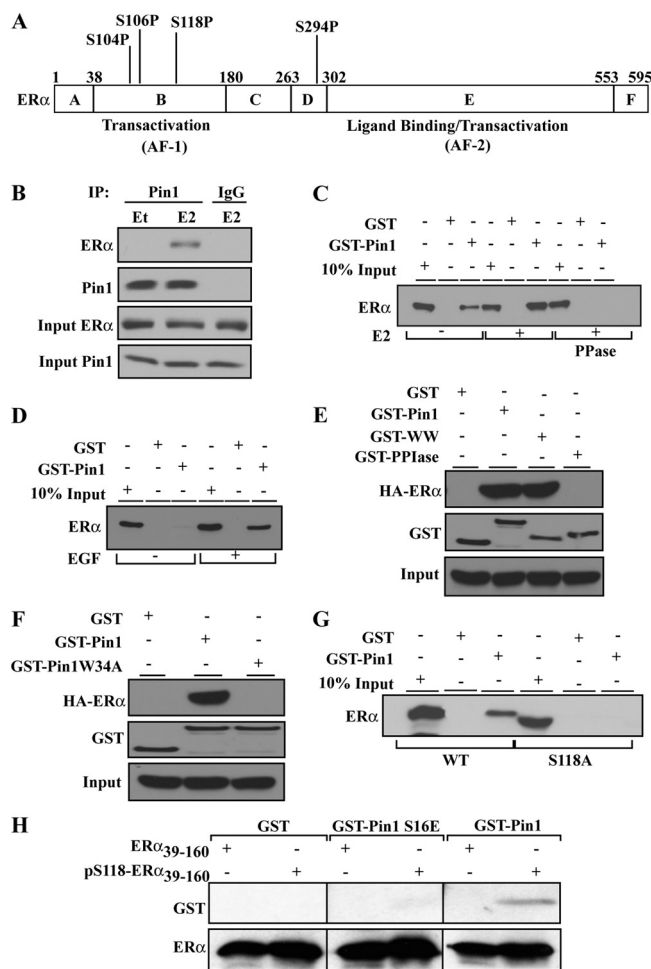 A
S106P
S104P S118P S294P
1 38 180 263 302 553 595
ERα A B C D E F
Transactivation Ligand Binding/Transactivation
(AF-1) (AF-2)
B
IP: Pin1 IgG
Et E2 E2
ERα
Pin1
Input ERα
Input Pin1
C
GST - + - - + - - + -
GST-Pin1 - - + - - + - - +
10% Input + - - + - - + - -
ERα
E2 - + +
PPase
D
GST - + - - + -
GST-Pin1 - - + - - +
10% Input + - - + - -
ERα
EGF - +
E
GST + - - -
GST-Pin1 - + - -
GST-WW - - + -
GST-PPIase - - - +
HA-ERα
GST
Input
F
GST + - -
GST-Pin1 - + -
GST-Pin1W34A - - +
HA-ERα
GST
Input
G
GST - + - - + -
GST-Pin1 - - + - - +
10% Input + - - + - -
ERα
WT S118A
H
GST GST-Pin1 S16E GST-Pin1
ERα39-160 + - + - + -
pS118-ERα39-160 - + - + - +
GST
ERα